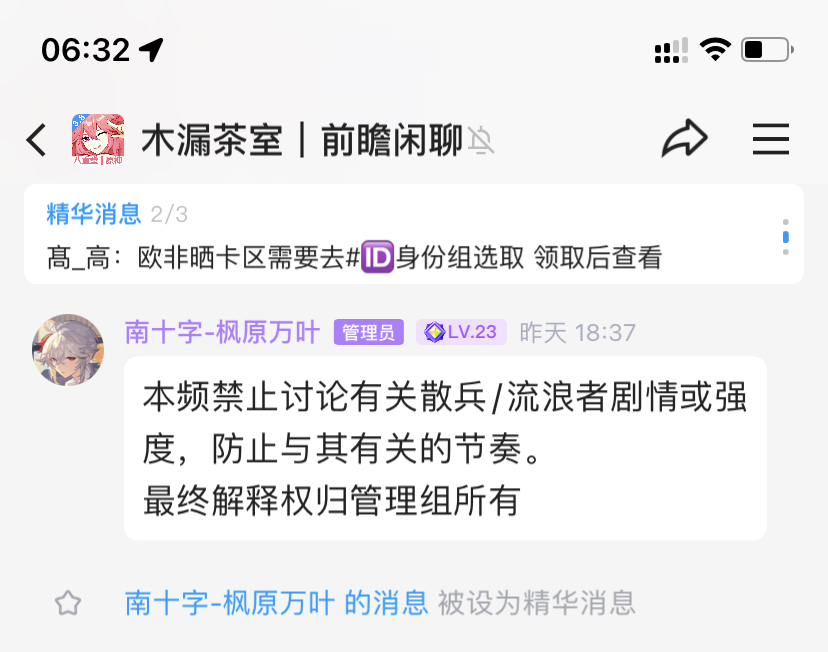 06:32
木漏茶室｜前瞻闲聊
精华消息 2/3
髙_高：欧非晒卡区需要去#🆔身份组选取 领取后查看
南十字-枫原万叶 管理员 LV.23 昨天 18:37
本频禁止讨论有关散兵/流浪者剧情或强
度，防止与其有关的节奏。
最终解释权归管理组所有
南十字-枫原万叶 的消息 被设为精华消息